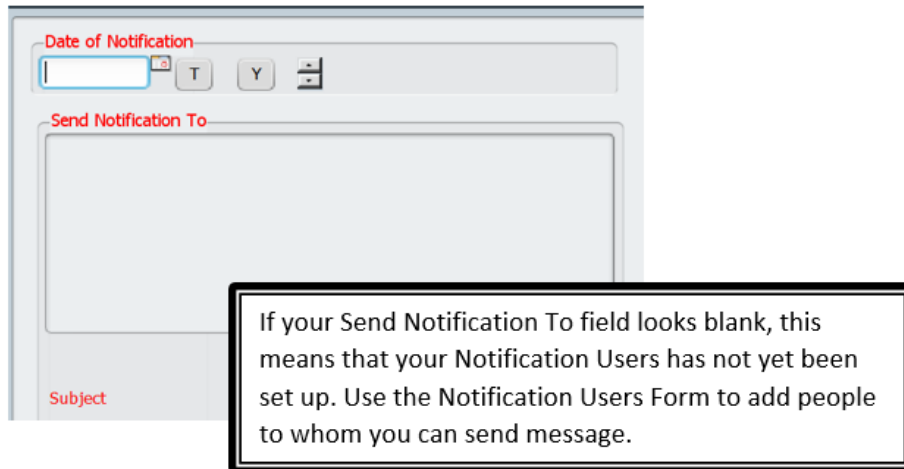 Date of Notification
T Y
Send Notification To
If your Send Notification To field looks blank, this
means that your Notification Users has not yet been
set up. Use the Notification Users Form to add people
to whom you can send message.
Subject